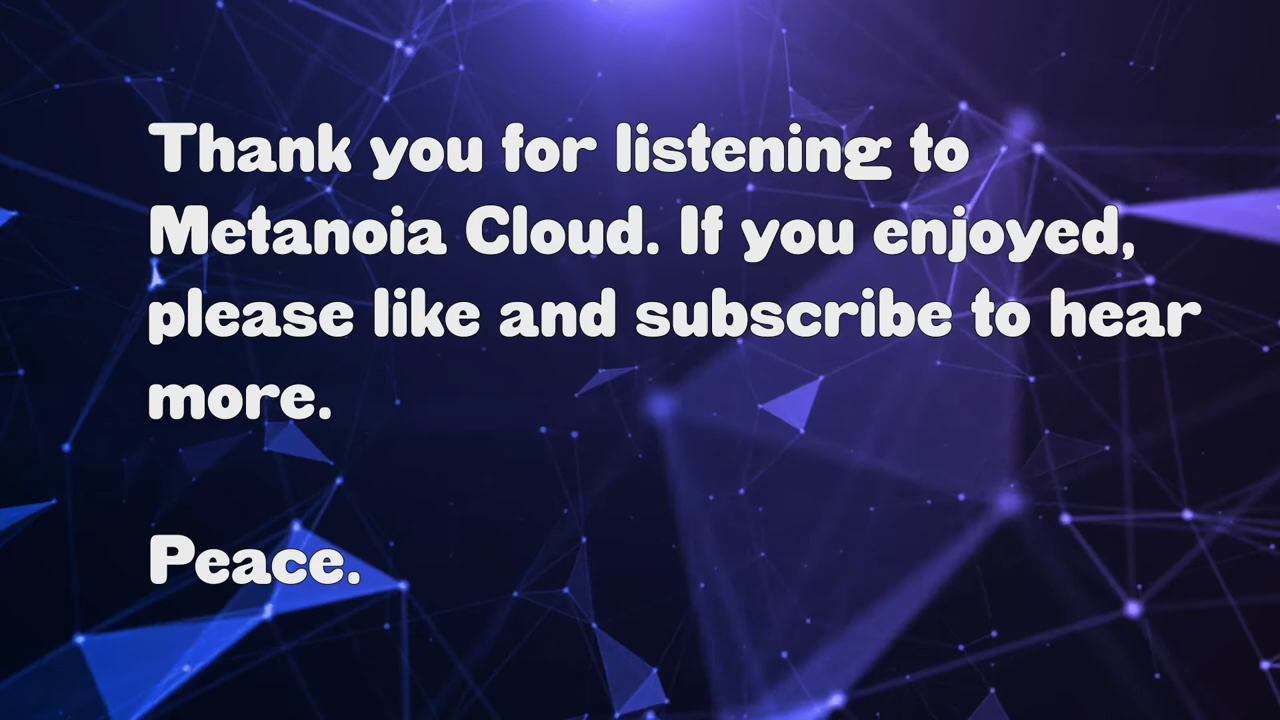 Thank you for listening to
Metanoia Cloud. If you enjoyed,
please like and subscribe to hear
more.
Peace.